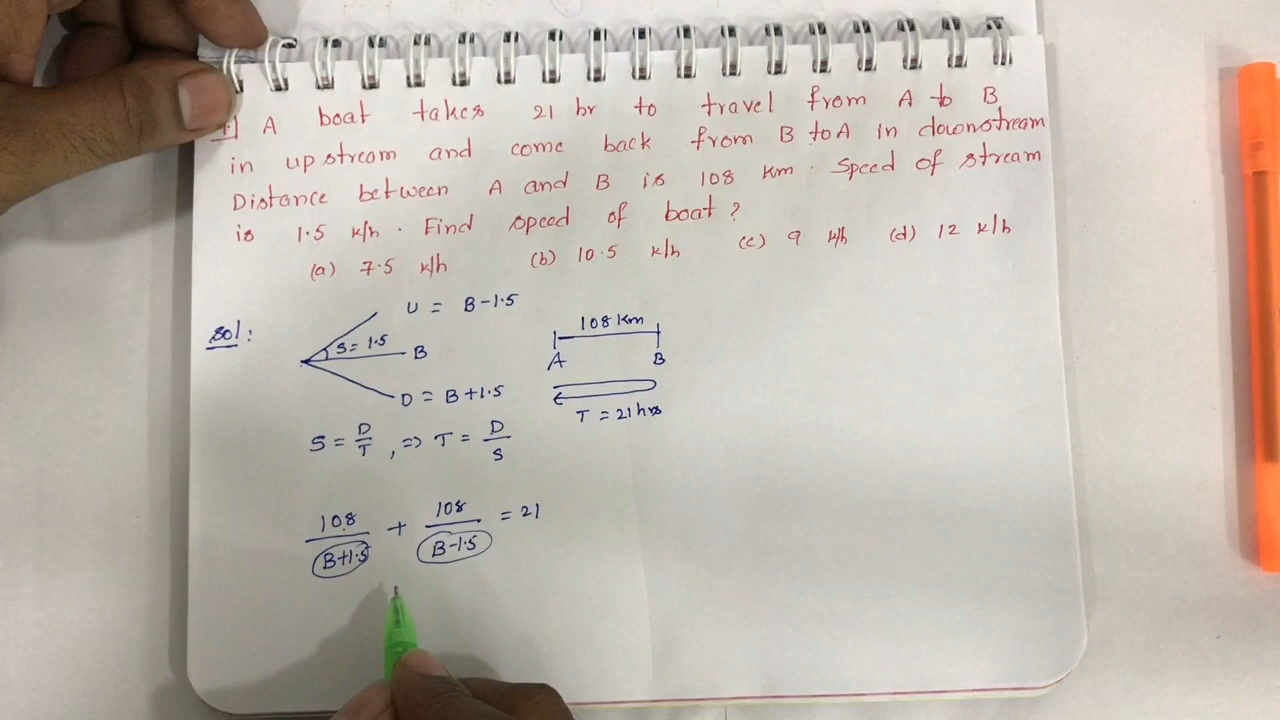 1] A boat takes 21 hr to travel from A to B
in upstream and come back from B to A in downstream
Distance between A and B is 108 Km. Speed of stream
is 1.5 k/h. Find speed of boat?
(a) 7.5 k/h (b) 10.5 k/h (c) 9 k/h (d) 12 k/h
Sol:
U = B-1.5
S = 1.5
B
D = B+1.5
108 Km
A B
T = 21 hrs
S = D/T, => T = D/S
108/(B+1.5) + 108/(B-1.5) = 21